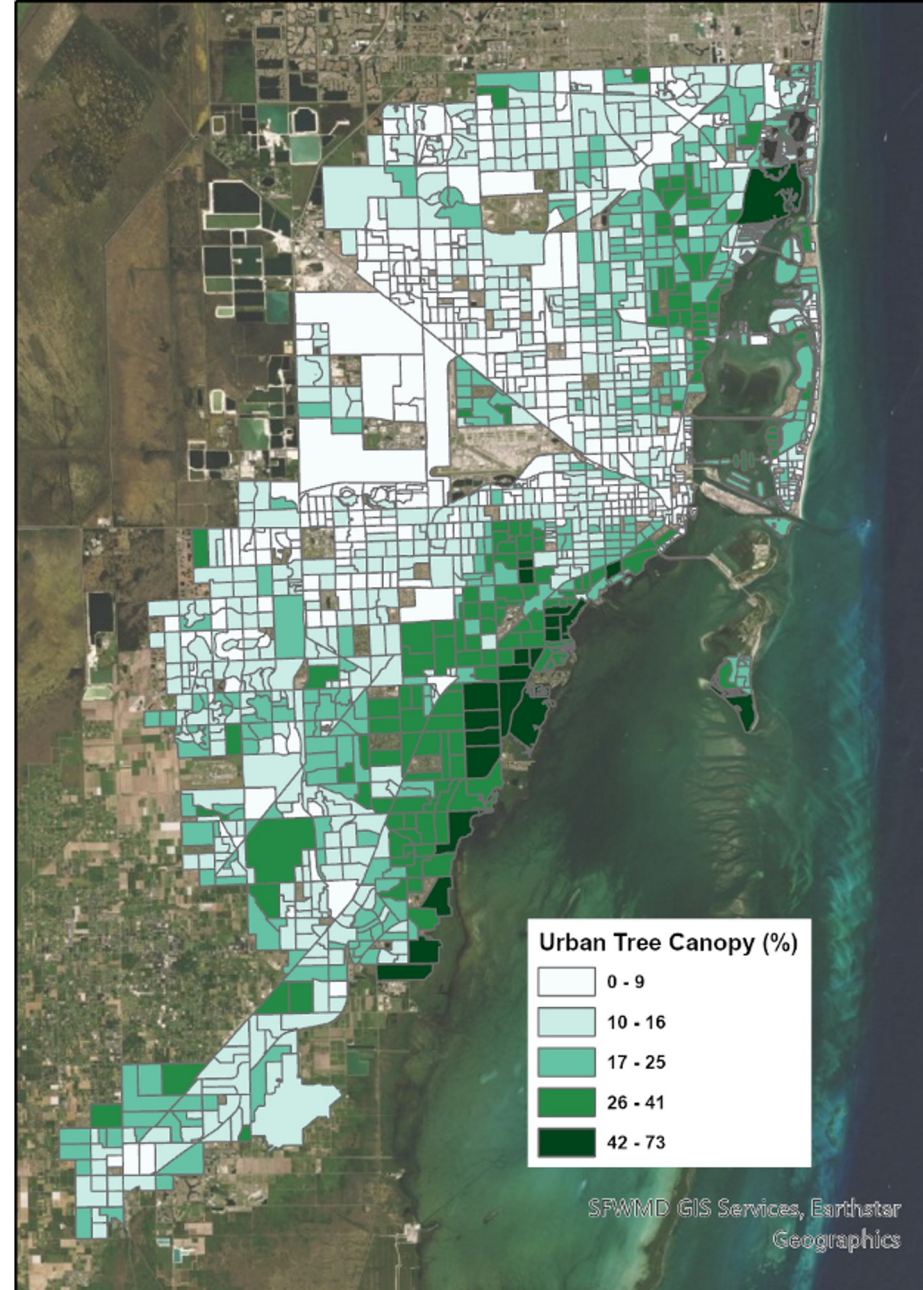 Urban Tree Canopy (%)
0 - 9
10 - 16
17 - 25
26 - 41
42 - 73
SFWMD GIS Services, Earthstar
Geographics